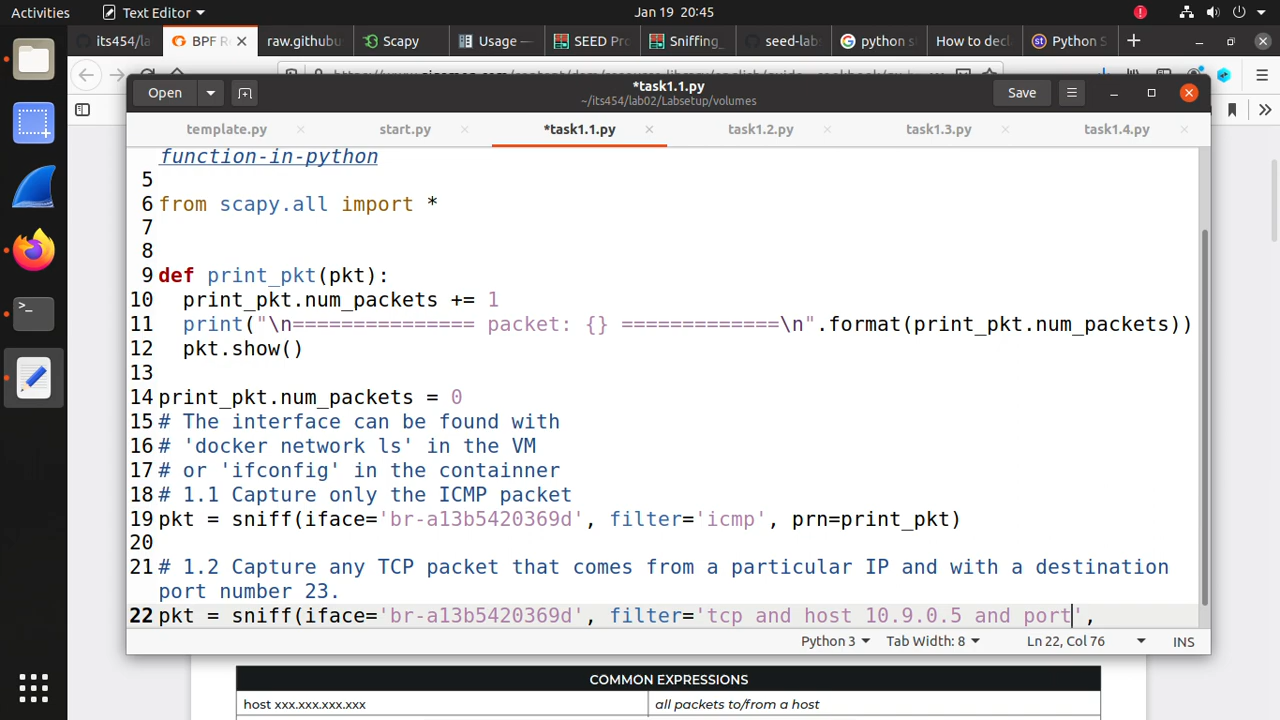 Activities
Text Editor
Jan 19 20:45
its454/la
BPF R
raw.githubu
Scapy
Usage —
SEED Pro
Sniffing_
seed-lab
python s
How to decl
Python S
*task1.1.py
~/its454/lab02/Labsetup/volumes
Open
Save
template.py
start.py
*task1.1.py
task1.2.py
task1.3.py
task1.4.py
function-in-python
5
6 from scapy.all import *
7
8
9 def print_pkt(pkt):
10 print_pkt.num_packets += 1
11 print("\n=============== packet: {} =============\n".format(print_pkt.num_packets))
12 pkt.show()
13
14 print_pkt.num_packets = 0
15 # The interface can be found with
16 # 'docker network ls' in the VM
17 # or 'ifconfig' in the containner
18 # 1.1 Capture only the ICMP packet
19 pkt = sniff(iface='br-a13b5420369d', filter='icmp', prn=print_pkt)
20
21 # 1.2 Capture any TCP packet that comes from a particular IP and with a destination
port number 23.
22 pkt = sniff(iface='br-a13b5420369d', filter='tcp and host 10.9.0.5 and port',
Python 3
Tab Width: 8
Ln 22, Col 76
INS
COMMON EXPRESSIONS
host xxx.xxx.xxx.xxx
all packets to/from a host